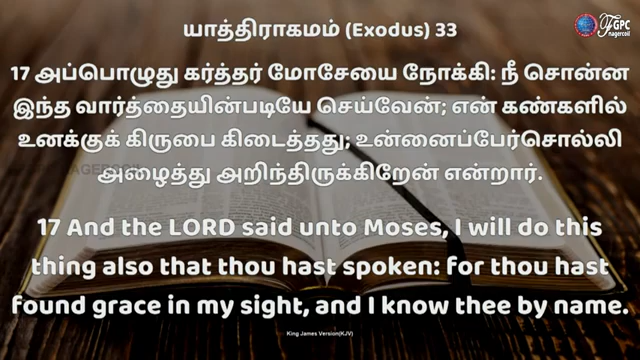 யாத்திராகமம் (Exodus) 33
GPC
nagercoil
17 அப்பொழுது கர்த்தர் மோசேயை நோக்கி: நீ சொன்ன
இந்த வார்த்தையின்படியே செய்வேன்; என் கண்களில்
உனக்குக் கிருபை கிடைத்தது; உன்னைப்பேர்சொல்லி
அழைத்து அறிந்திருக்கிறேன் என்றார்.
17 And the LORD said unto Moses, I will do this
thing also that thou hast spoken: for thou hast
found grace in my sight, and I know thee by name.
King James Version(KJV)